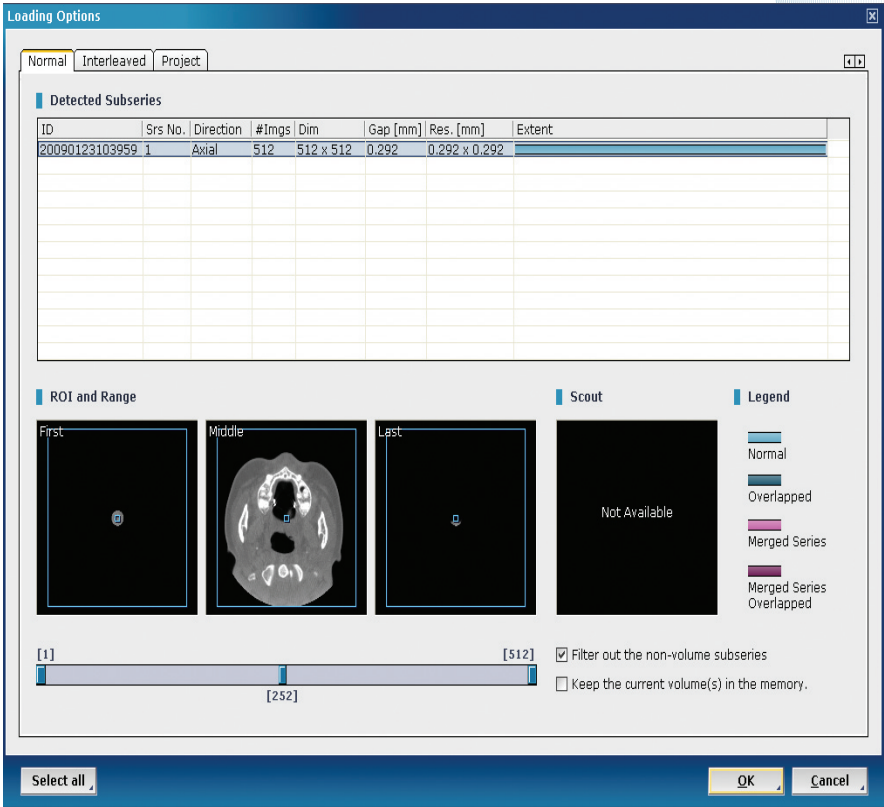 Loading Options
Normal Interleaved Project
Detected Subseries
ID Srs No. Direction #Imgs Dim Gap [mm] Res. [mm] Extent
20090123103959 1 Axial 512 512 x 512 0.292 0.292 x 0.292
ROI and Range
Scout
Legend
First
Middle
Last
Not Available
Normal
Overlapped
Merged Series
Merged Series
Overlapped
[1]
[512]
[252]
Filter out the non-volume subseries
Keep the current volume(s) in the memory.
Select all
OK
Cancel